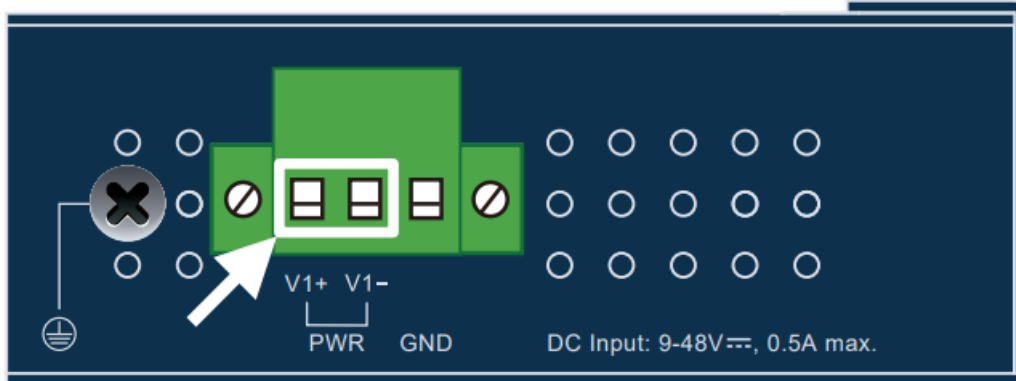 V1+ V1-
PWR GND
DC Input: 9-48V⎓, 0.5A max.